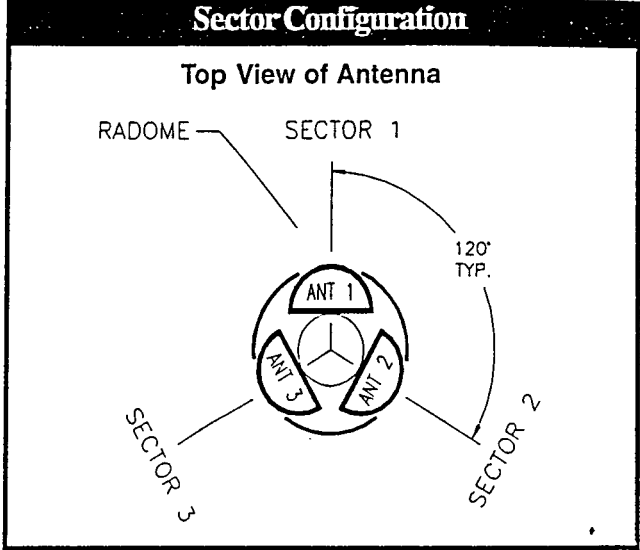 Sector Configuration
Top View of Antenna
RADOME
SECTOR 1
120°
TYP.
ANT 1
ANT 3
ANT 2
SECTOR 3
SECTOR 2